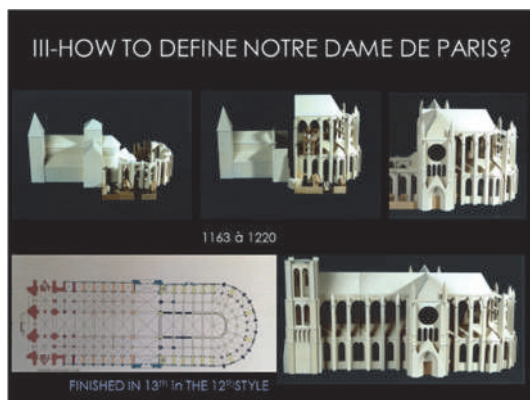 III-HOW TO DEFINE NOTRE DAME DE PARIS?
1163 à 1220
FINISHED IN 13th in THE 12thSTYLE